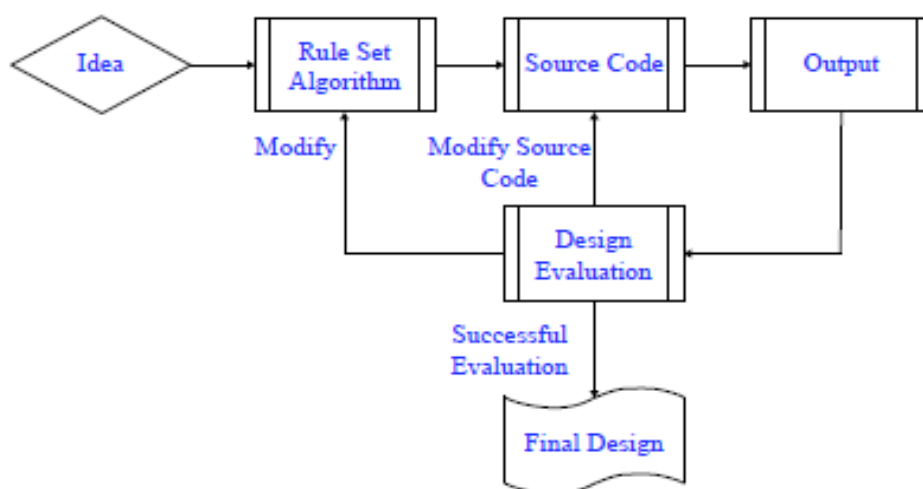 Idea
Rule Set
Algorithm
Source Code
Output
Modify
Modify Source
Code
Design
Evaluation
Successful
Evaluation
Final Design